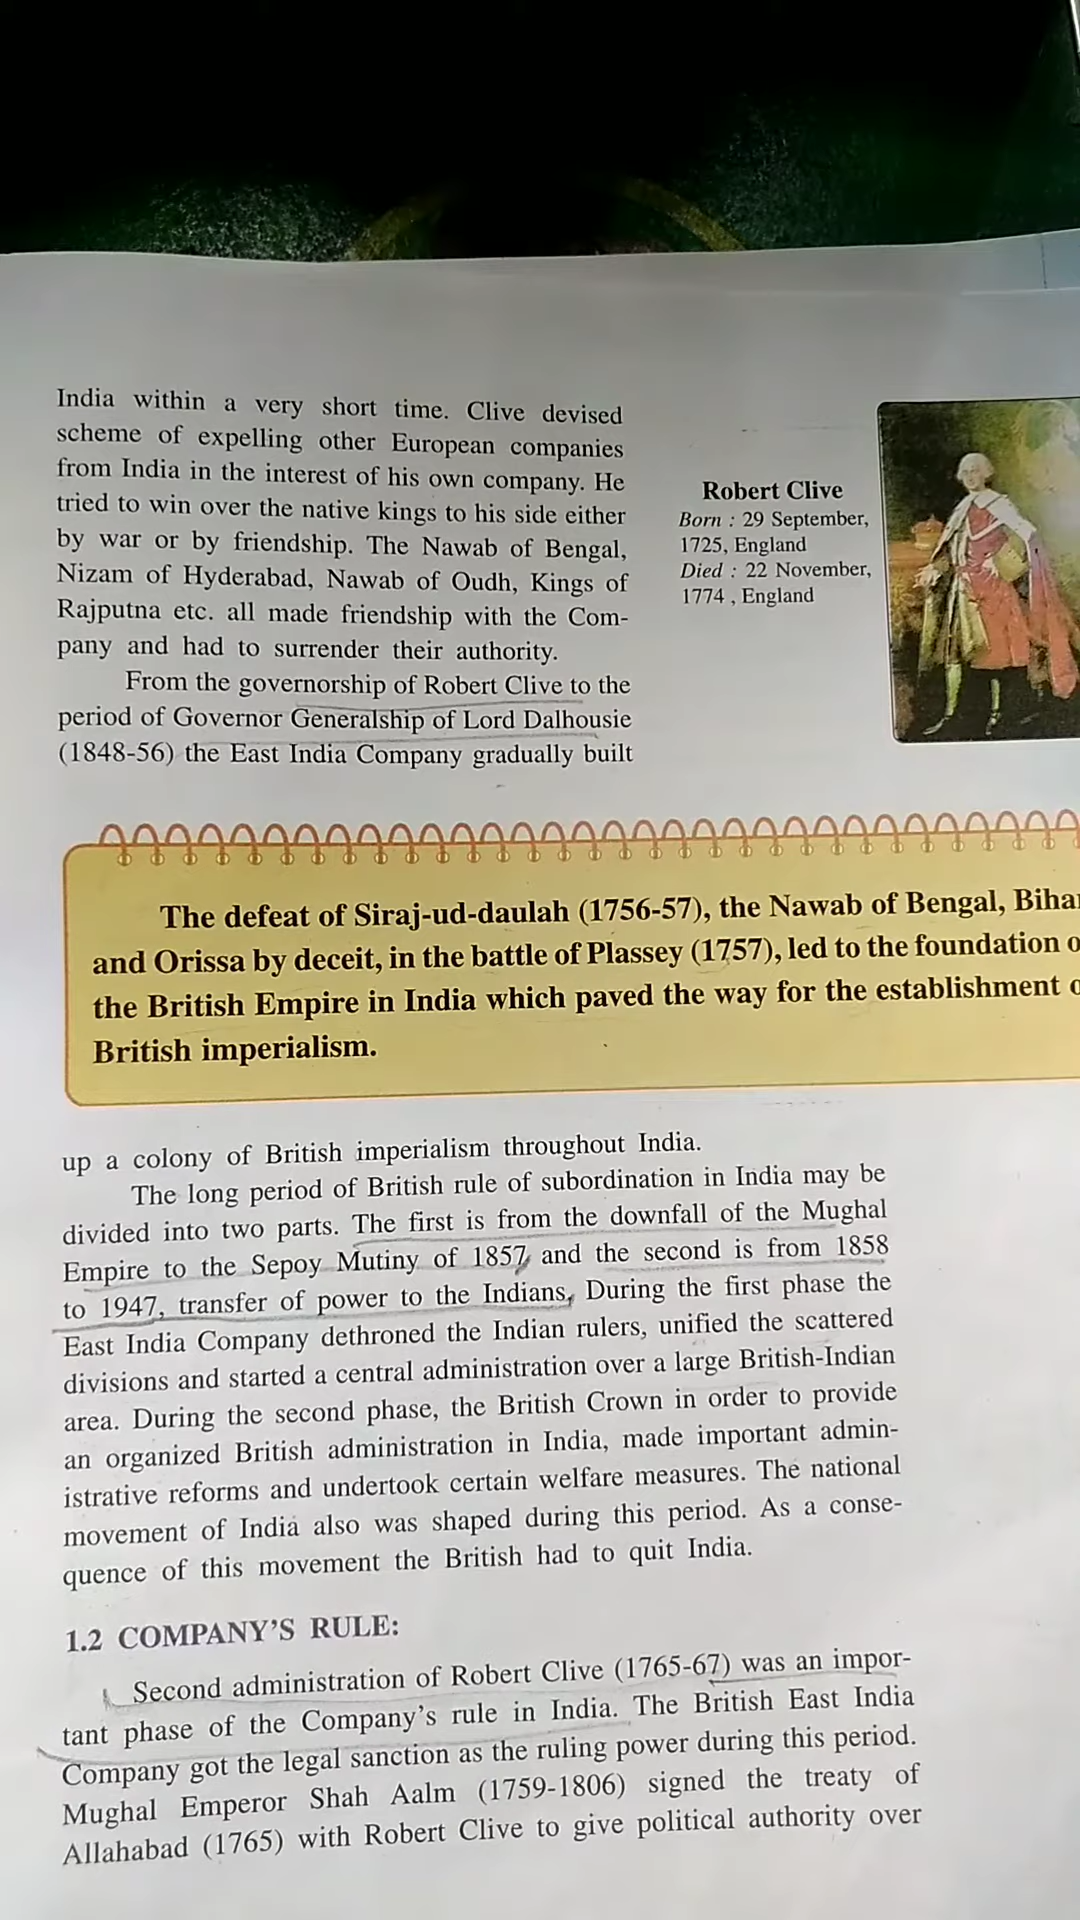 India within a very short time. Clive devised
scheme of expelling other European companies
from India in the interest of his own company. He
tried to win over the native kings to his side either
by war or by friendship. The Nawab of Bengal,
Nizam of Hyderabad, Nawab of Oudh, Kings of
Rajputna etc. all made friendship with the Com-
pany and had to surrender their authority.
From the governorship of Robert Clive to the
period of Governor Generalship of Lord Dalhousie
(1848-56) the East India Company gradually built
Robert Clive
Born : 29 September,
1725, England
Died : 22 November,
1774 , England
The defeat of Siraj-ud-daulah (1756-57), the Nawab of Bengal,
and Orissa by deceit, in the battle of Plassey (1757), led to the foundation
the British Empire in India which paved the way for the establishment
British imperialism.
up a colony of British imperialism throughout India.
The long period of British rule of subordination in India may be
divided into two parts. The first is from the downfall of the Mughal
Empire to the Sepoy Mutiny of 1857, and the second is from 1858
to 1947, transfer of power to the Indians, During the first phase the
East India Company dethroned the Indian rulers, unified the scattered
divisions and started a central administration over a large British-Indian
area. During the second phase, the British Crown in order to provide
an organized British administration in India, made important admin-
istrative reforms and undertook certain welfare measures. The national
movement of India also was shaped during this period. As a conse-
quence of this movement the British had to quit India.
1.2 COMPANY'S RULE:
Second administration of Robert Clive (1765-67) was an impor-
tant phase of the Company's rule in India. The British East India
Company got the legal sanction as the ruling power during this period.
Mughal Emperor Shah Aalm (1759-1806) signed the treaty of
Allahabad (1765) with Robert Clive to give political authority over